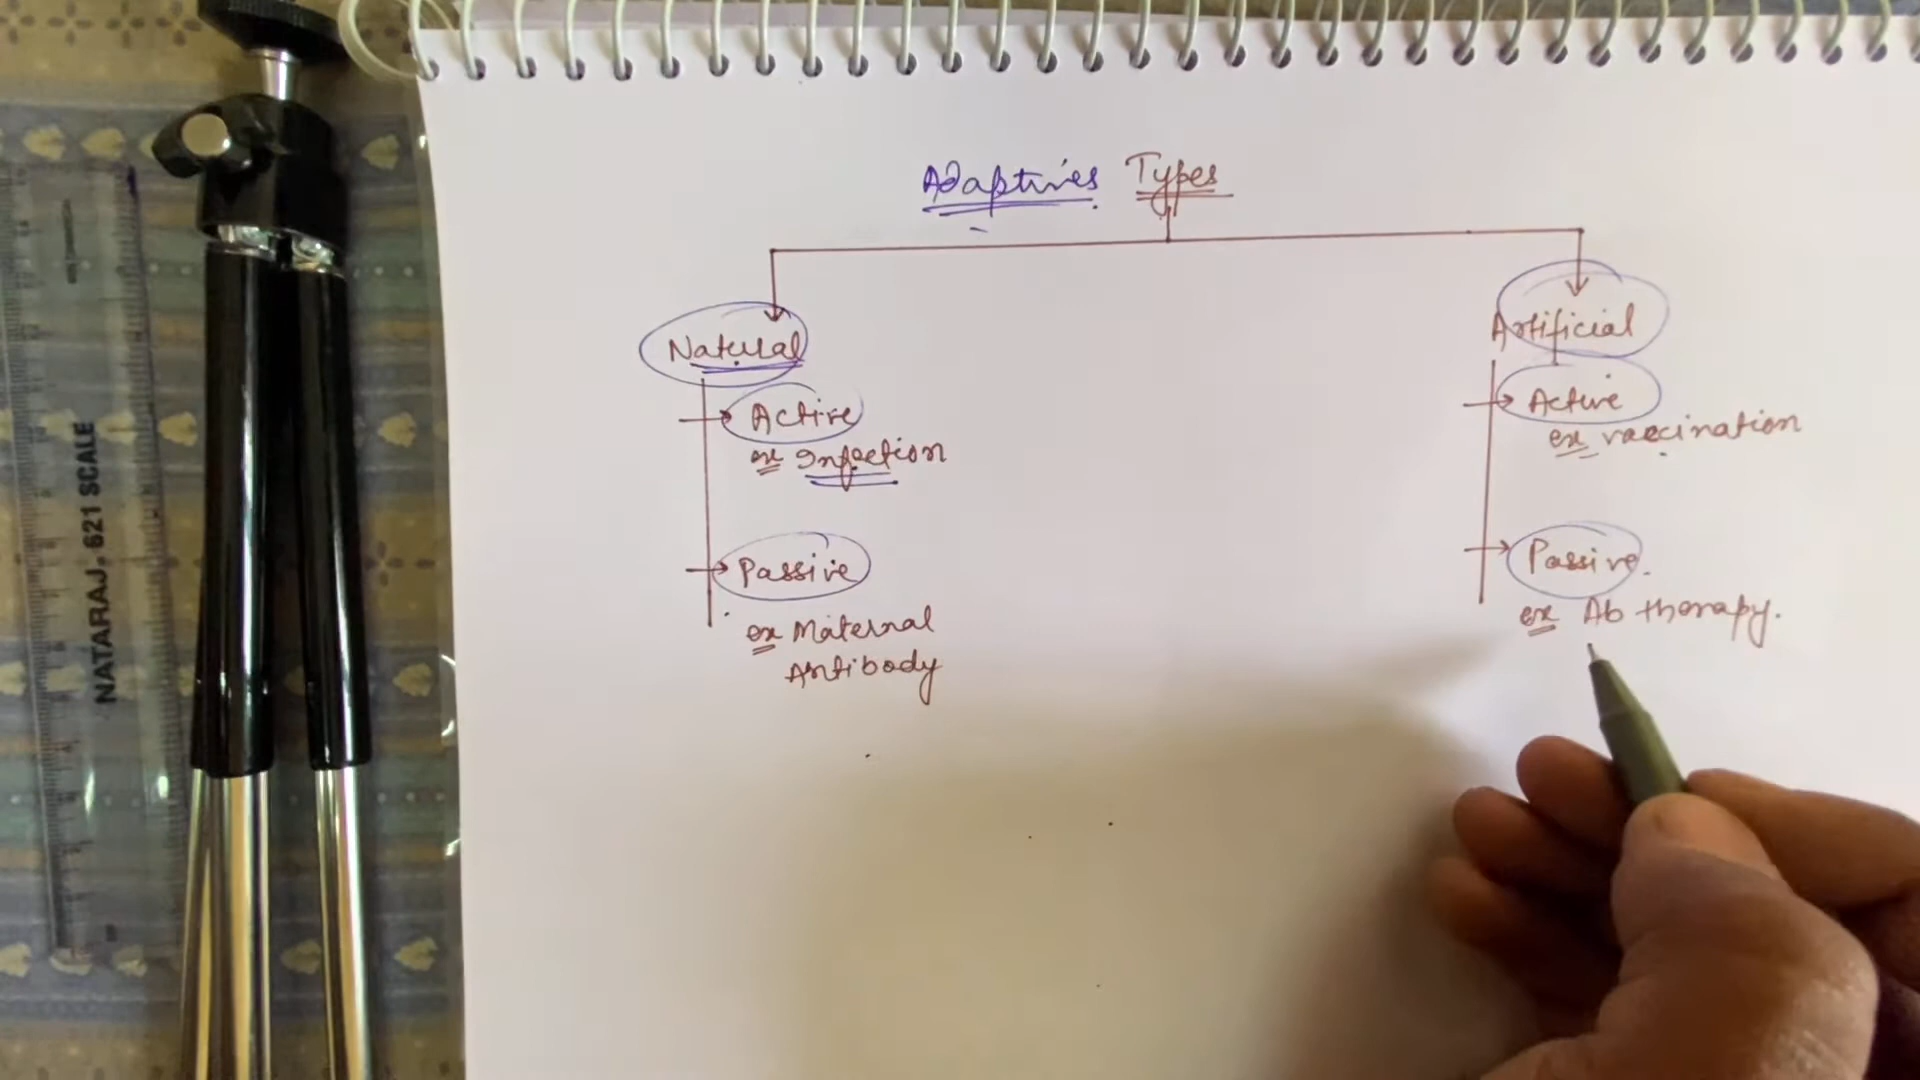 Adaptives Types
Natural
Active
ex Infection
Passive
ex Maternal
Antibody
Artificial
Active
ex vaccination
Passive.
ex Ab therapy.
NATARAJ. 621 SCALE